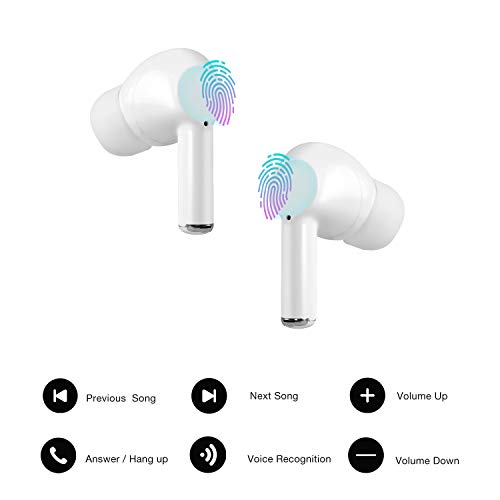 Previous Song
Next Song
Volume Up
Answer / Hang up
Voice Recognition
Volume Down